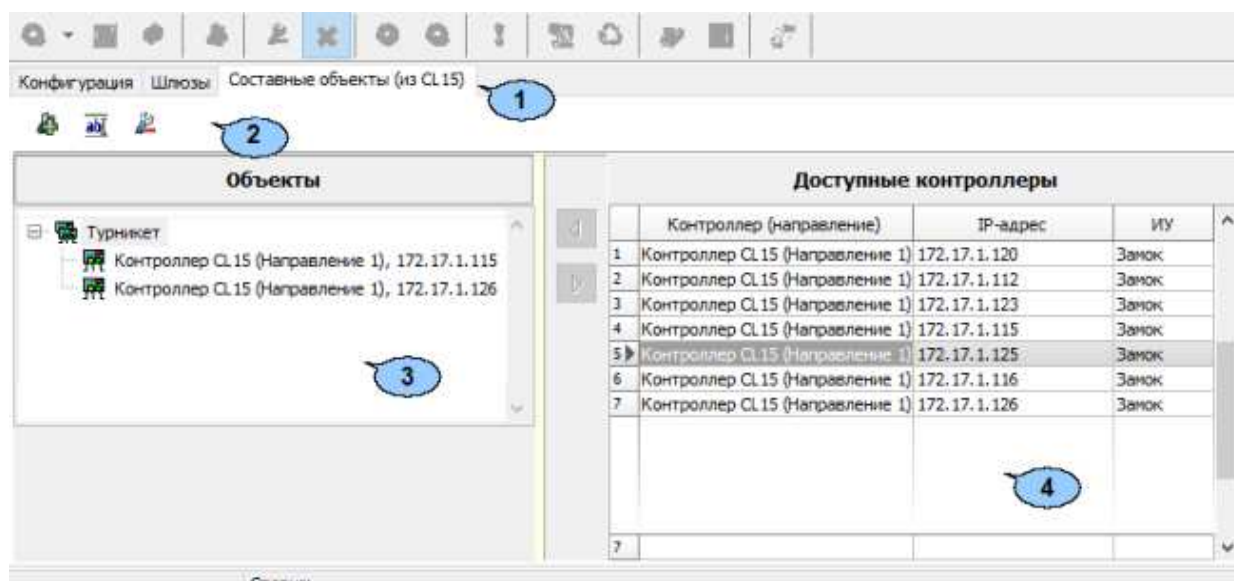 Конфигурация Шлюзы Составные объекты (из CL15)
1
ab
2
Объекты
Доступные контроллеры
Турникет
Контроллер CL15 (Направление 1), 172.17.1.115
Контроллер CL15 (Направление 1), 172.17.1.126
3
Контроллер (направление) IP-адрес ИУ
1 Контроллер CL15 (Направление 1) 172.17.1.120 Замок
2 Контроллер CL15 (Направление 1) 172.17.1.112 Замок
3 Контроллер CL15 (Направление 1) 172.17.1.123 Замок
4 Контроллер CL15 (Направление 1) 172.17.1.115 Замок
5 Контроллер CL15 (Направление 1) 172.17.1.125 Замок
6 Контроллер CL15 (Направление 1) 172.17.1.116 Замок
7 Контроллер CL15 (Направление 1) 172.17.1.126 Замок
4
7